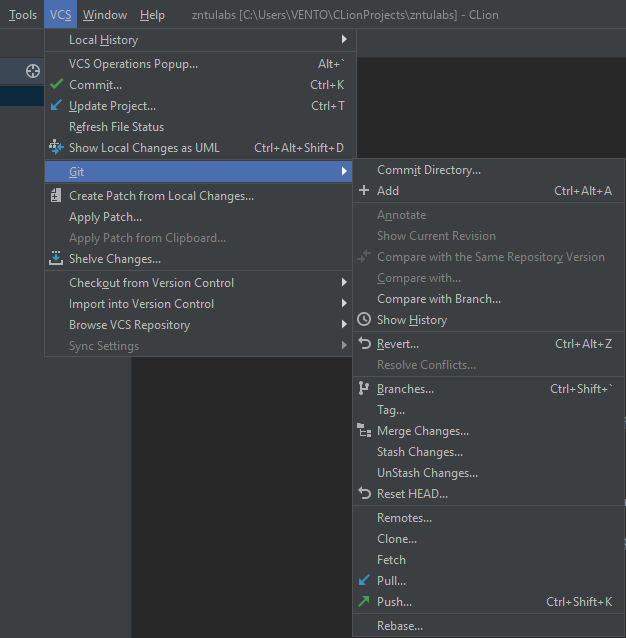 Tools VCS Window Help zntulabs [C:\Users\VENTO\CLionProjects\zntulabs] - CLion
Local History
VCS Operations Popup... Alt+`
Commit... Ctrl+K
Update Project... Ctrl+T
Refresh File Status
Show Local Changes as UML Ctrl+Alt+Shift+D
Git
Create Patch from Local Changes...
Apply Patch...
Apply Patch from Clipboard...
Shelve Changes...
Checkout from Version Control
Import into Version Control
Browse VCS Repository
Sync Settings
Commit Directory...
Add Ctrl+Alt+A
Annotate
Show Current Revision
Compare with the Same Repository Version
Compare with...
Compare with Branch...
Show History
Revert... Ctrl+Alt+Z
Resolve Conflicts...
Branches... Ctrl+Shift+`
Tag...
Merge Changes...
Stash Changes...
UnStash Changes...
Reset HEAD...
Remotes...
Clone...
Fetch
Pull...
Push... Ctrl+Shift+K
Rebase...